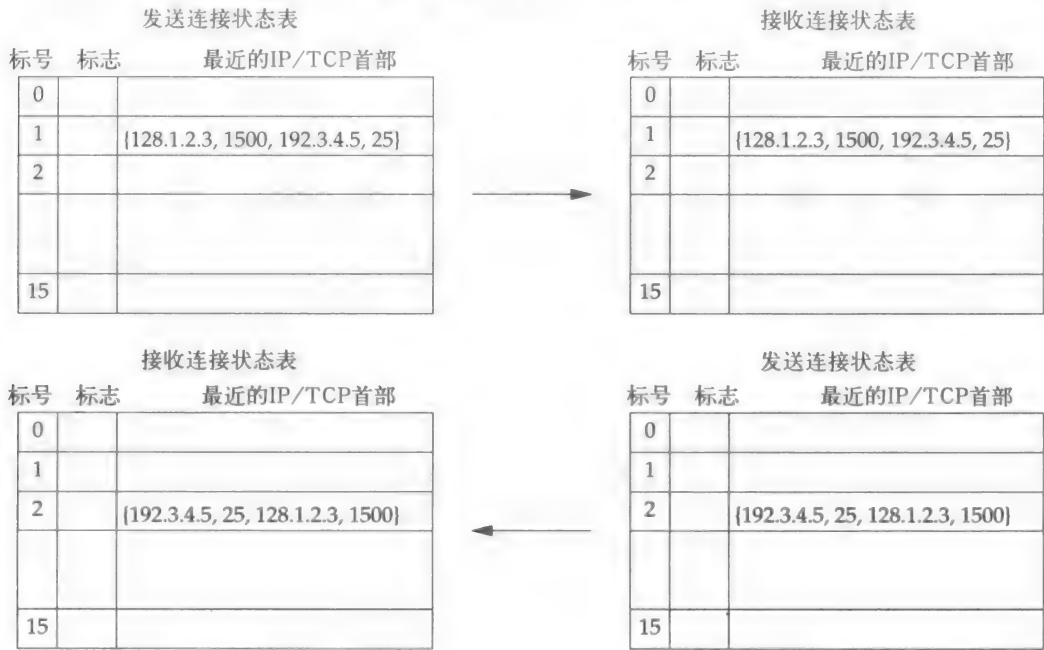 发送连接状态表
标号 标志 最近的IP/TCP首部
0
1 {128.1.2.3, 1500, 192.3.4.5, 25}
2
15
接收连接状态表
标号 标志 最近的IP/TCP首部
0
1 {128.1.2.3, 1500, 192.3.4.5, 25}
2
15
接收连接状态表
标号 标志 最近的IP/TCP首部
0
1
2 {192.3.4.5, 25, 128.1.2.3, 1500}
15
发送连接状态表
标号 标志 最近的IP/TCP首部
0
1
2 {192.3.4.5, 25, 128.1.2.3, 1500}
15